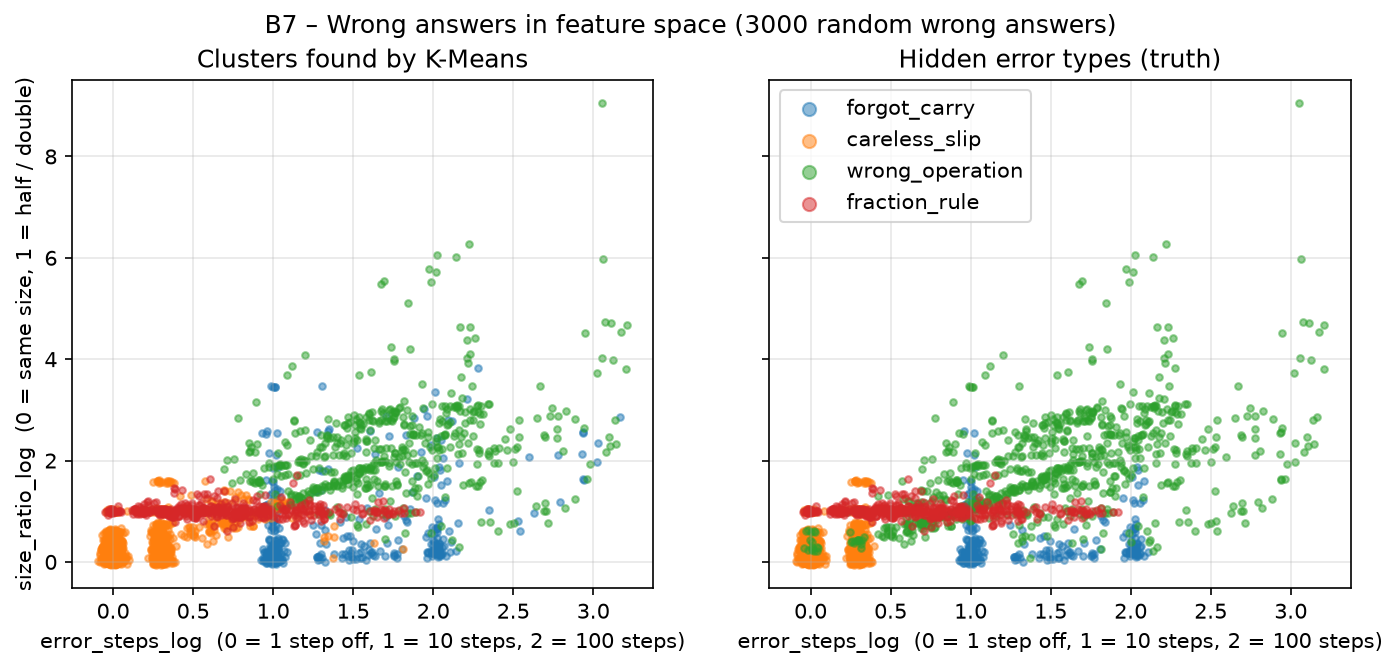 B7 – Wrong answers in feature space (3000 random wrong answers)
Clusters found by K-Means
size_ratio_log  (0 = same size, 1 = half / double)
8
6
4
2
0
0.0 0.5 1.0 1.5 2.0 2.5 3.0
error_steps_log  (0 = 1 step off, 1 = 10 steps, 2 = 100 steps)
Hidden error types (truth)
forgot_carry
careless_slip
wrong_operation
fraction_rule
0.0 0.5 1.0 1.5 2.0 2.5 3.0
error_steps_log  (0 = 1 step off, 1 = 10 steps, 2 = 100 steps)